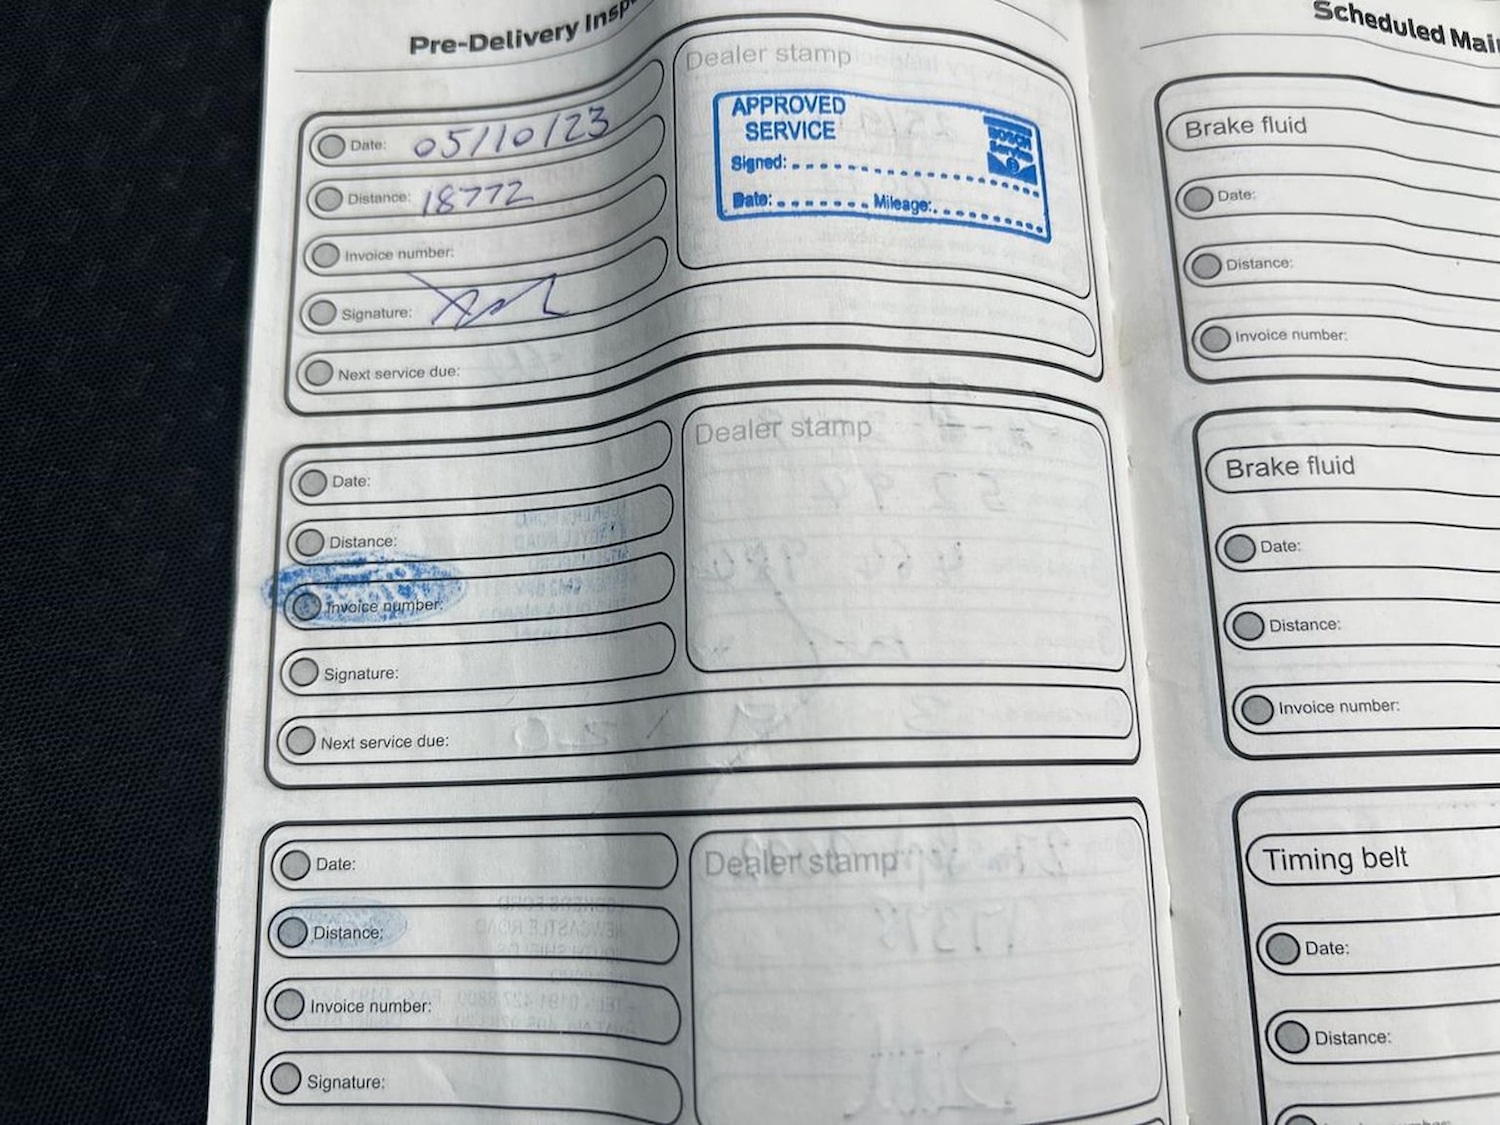 Pre-Delivery Insp
Date: 05/10/23
Distance: 18772
Invoice number:
Signature:
Next service due:
Dealer stamp
APPROVED
SERVICE
BOSCH
Service
Signed:
Date: Mileage:
Date:
Distance:
Invoice number:
Signature:
Next service due:
Dealer stamp
Date:
Distance:
Invoice number:
Signature:
Dealer stamp
Scheduled Mai
Brake fluid
Date:
Distance:
Invoice number:
Brake fluid
Date:
Distance:
Invoice number:
Timing belt
Date:
Distance: